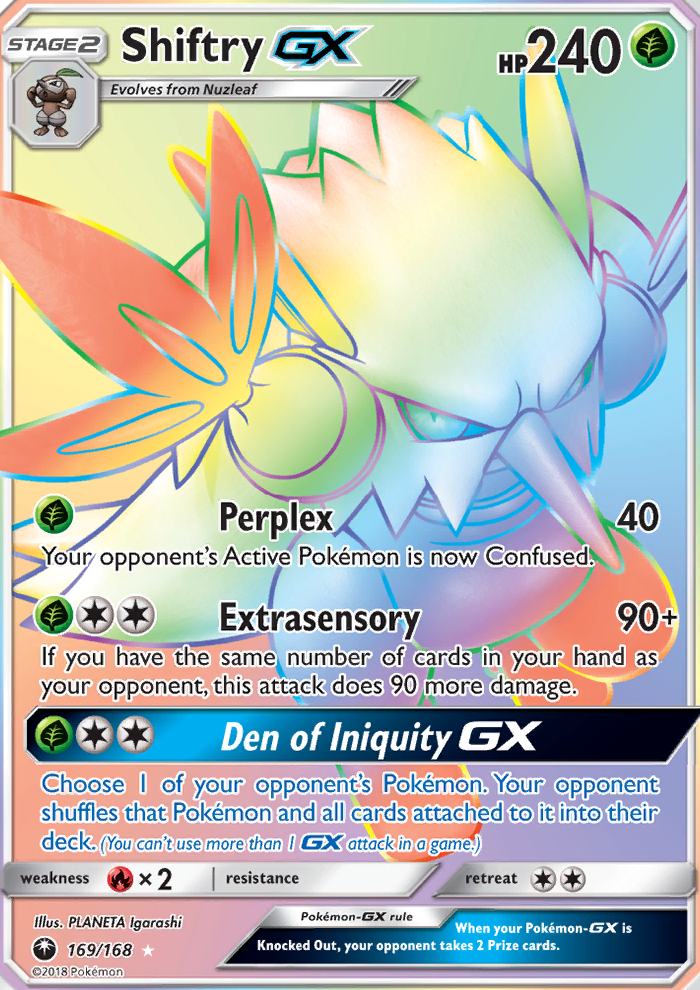 STAGE 2 Shiftry GX HP 240
Evolves from Nuzleaf
Perplex 40
Your opponent's Active Pokémon is now Confused.
Extrasensory 90+
If you have the same number of cards in your hand as
your opponent, this attack does 90 more damage.
Den of Iniquity GX
Choose 1 of your opponent's Pokémon. Your opponent
shuffles that Pokémon and all cards attached to it into their
deck. (You can't use more than 1 GX attack in a game.)
weakness ×2 resistance retreat
Illus. PLANETA Igarashi
169/168
©2018 Pokémon
Pokémon-GX rule
When your Pokémon-GX is
Knocked Out, your opponent takes 2 Prize cards.